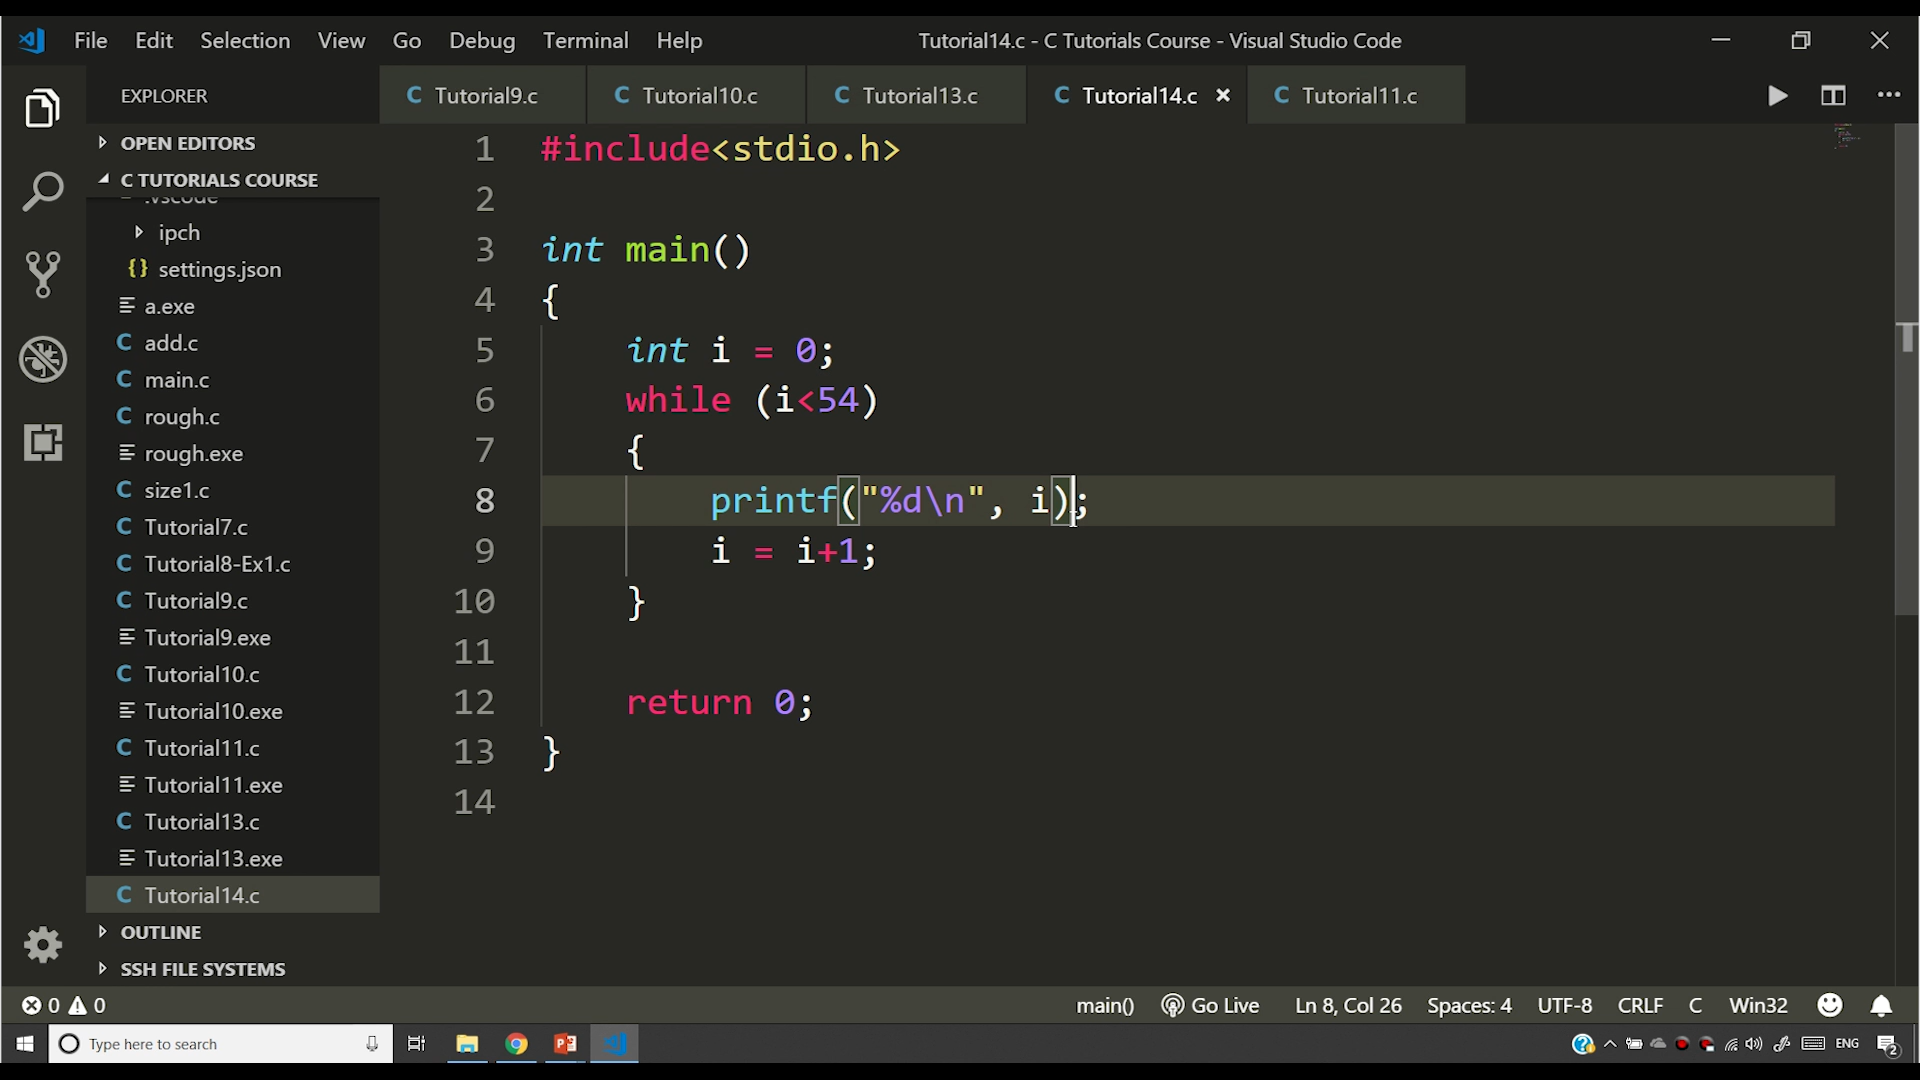 File Edit Selection View Go Debug Terminal Help Tutorial14.c - C Tutorials Course - Visual Studio Code
EXPLORER
C Tutorial9.c C Tutorial10.c C Tutorial13.c C Tutorial14.c × C Tutorial11.c
OPEN EDITORS
C TUTORIALS COURSE
.vscode
ipch
{} settings.json
a.exe
C add.c
C main.c
C rough.c
rough.exe
C size1.c
C Tutorial7.c
C Tutorial8-Ex1.c
C Tutorial9.c
Tutorial9.exe
C Tutorial10.c
Tutorial10.exe
C Tutorial11.c
Tutorial11.exe
C Tutorial13.c
Tutorial13.exe
C Tutorial14.c
OUTLINE
SSH FILE SYSTEMS
1 #include<stdio.h>
2
3 int main()
4 {
5 int i = 0;
6 while (i<54)
7 {
8 printf("%d\n", i);
9 i = i+1;
10 }
11
12 return 0;
13 }
14
0 0 main() Go Live Ln 8, Col 26 Spaces: 4 UTF-8 CRLF C Win32
Type here to search ENG 2